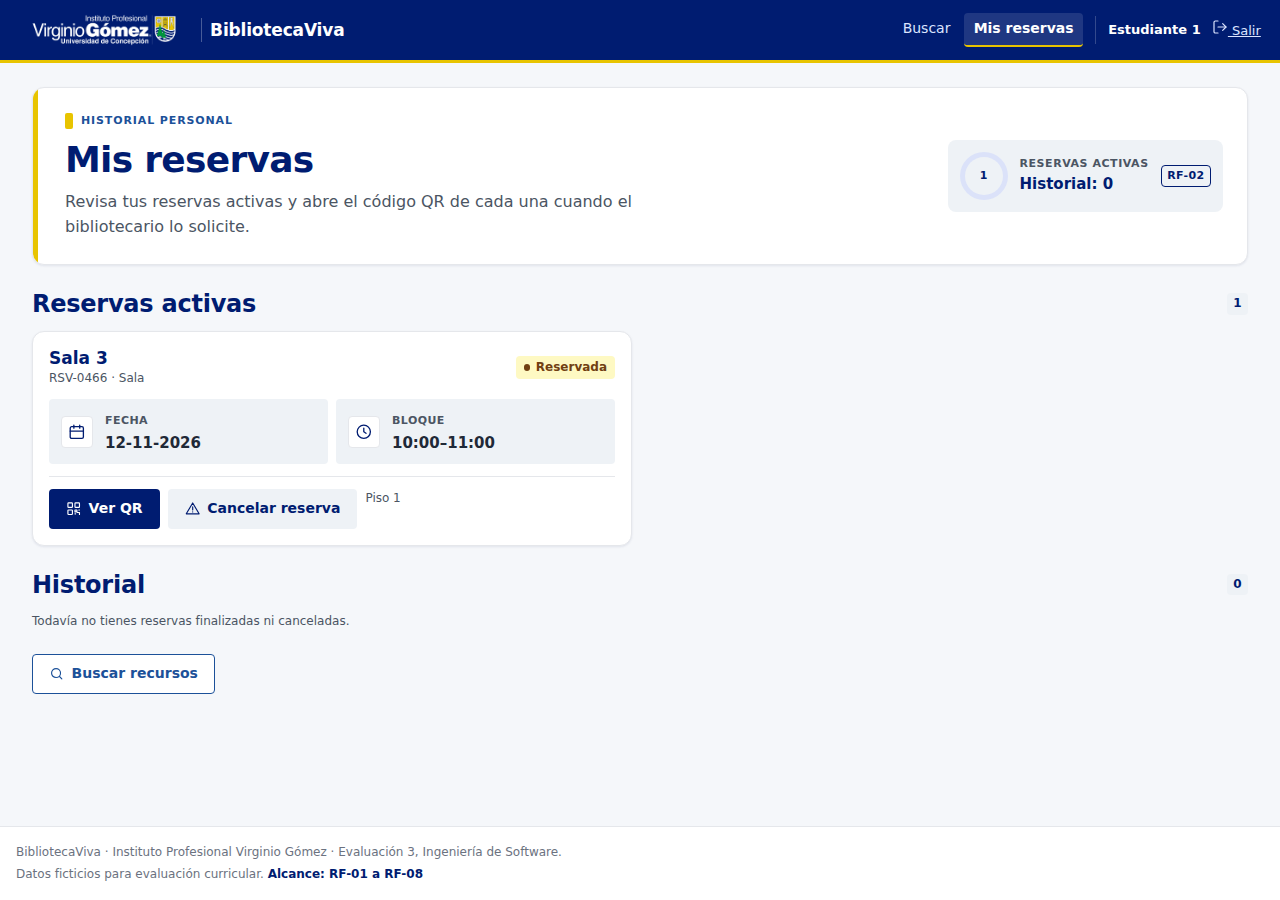 Instituto Profesional
VirginioGómez
Universidad de Concepción
BibliotecaViva
Buscar
Mis reservas
Estudiante 1
Salir
HISTORIAL PERSONAL
Mis reservas
Revisa tus reservas activas y abre el código QR de cada una cuando el
bibliotecario lo solicite.
1
RESERVAS ACTIVAS
Historial: 0
RF-02
Reservas activas
1
Sala 3
RSV-0466 · Sala
Reservada
FECHA
12-11-2026
BLOQUE
10:00–11:00
Ver QR
Cancelar reserva
Piso 1
Historial
0
Todavía no tienes reservas finalizadas ni canceladas.
Buscar recursos
BibliotecaViva · Instituto Profesional Virginio Gómez · Evaluación 3, Ingeniería de Software.
Datos ficticios para evaluación curricular. Alcance: RF-01 a RF-08